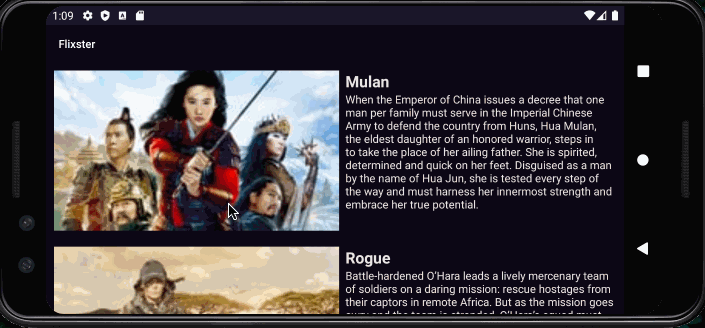 1:09
Flixster
Mulan
When the Emperor of China issues a decree that one
man per family must serve in the Imperial Chinese
Army to defend the country from Huns, Hua Mulan,
the eldest daughter of an honored warrior, steps in
to take the place of her ailing father. She is spirited,
determined and quick on her feet. Disguised as a man
by the name of Hua Jun, she is tested every step of
the way and must harness her innermost strength and
embrace her true potential.
Rogue
Battle-hardened O'Hara leads a lively mercenary team
of soldiers on a daring mission: rescue hostages from
their captors in remote Africa. But as the mission goes